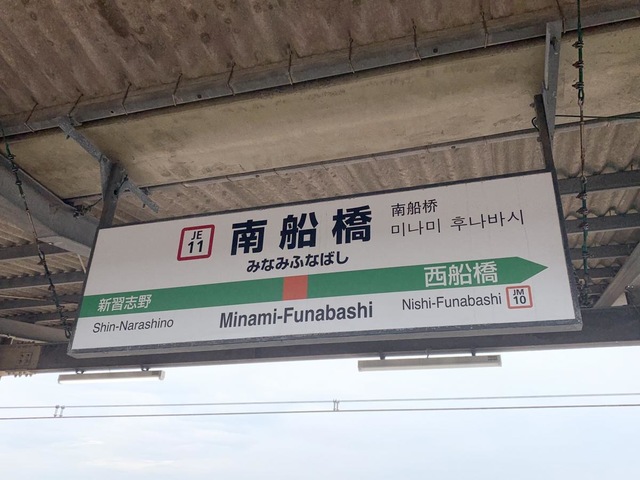 JE
11
南船橋
みなみふなばし
南船桥
미나미 후나바시
新習志野
西船橋
Shin-Narashino
Minami-Funabashi
Nishi-Funabashi
JM
10